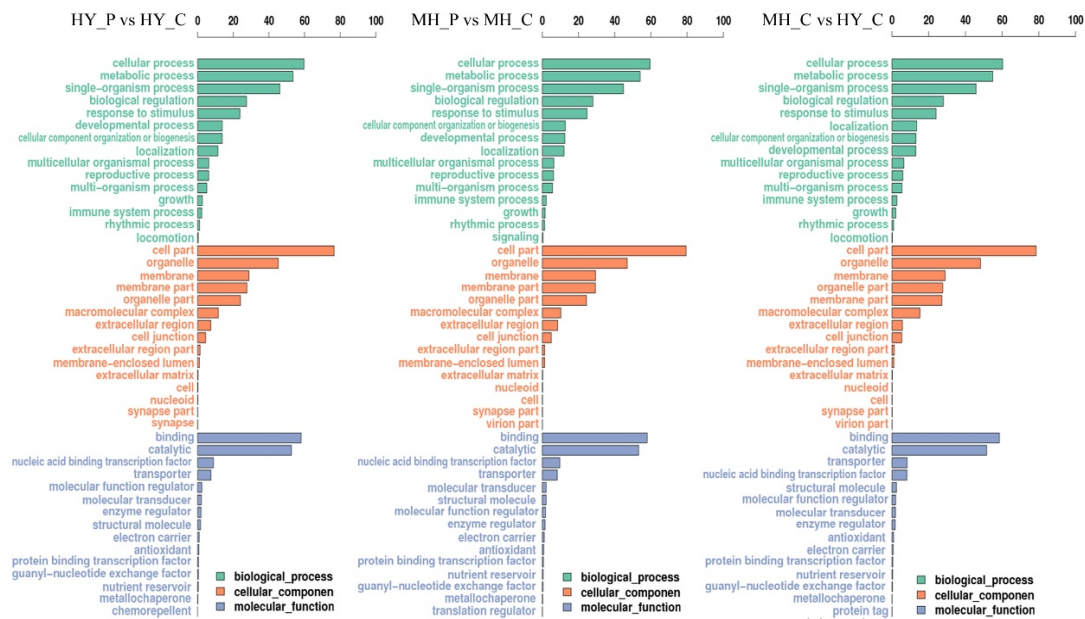 HY_P vs HY_C
0 20 40 60 80 100
cellular process
metabolic process
single-organism process
biological regulation
response to stimulus
developmental process
cellular component organization or biogenesis
localization
multicellular organismal process
reproductive process
multi-organism process
growth
immune system process
rhythmic process
locomotion
cell part
organelle
membrane
membrane part
organelle part
macromolecular complex
extracellular region
cell junction
extracellular region part
membrane-enclosed lumen
extracellular matrix
cell
nucleoid
synapse part
synapse
binding
catalytic
nucleic acid binding transcription factor
transporter
molecular function regulator
molecular transducer
enzyme regulator
structural molecule
electron carrier
antioxidant
protein binding transcription factor
guanyl-nucleotide exchange factor
nutrient reservoir
metallochaperone
chemorepellent
biological_process
cellular_componen
molecular_function
MH_P vs MH_C
0 20 40 60 80 100
cellular process
metabolic process
single-organism process
biological regulation
response to stimulus
cellular component organization or biogenesis
developmental process
localization
multicellular organismal process
reproductive process
multi-organism process
immune system process
growth
rhythmic process
signaling
cell part
organelle
membrane
membrane part
organelle part
macromolecular complex
extracellular region
cell junction
extracellular region part
membrane-enclosed lumen
extracellular matrix
nucleoid
cell
synapse part
virion part
binding
catalytic
nucleic acid binding transcription factor
transporter
molecular transducer
structural molecule
molecular function regulator
enzyme regulator
electron carrier
antioxidant
protein binding transcription factor
nutrient reservoir
guanyl-nucleotide exchange factor
metallochaperone
translation regulator
biological_process
cellular_componen
molecular_function
MH_C vs HY_C
0 20 40 60 80 100
cellular process
metabolic process
single-organism process
biological regulation
response to stimulus
localization
cellular component organization or biogenesis
developmental process
multicellular organismal process
reproductive process
multi-organism process
immune system process
growth
rhythmic process
locomotion
cell part
organelle
membrane
organelle part
membrane part
macromolecular complex
extracellular region
cell junction
extracellular region part
membrane-enclosed lumen
extracellular matrix
nucleoid
cell
synapse part
virion part
binding
catalytic
transporter
nucleic acid binding transcription factor
structural molecule
molecular function regulator
molecular transducer
enzyme regulator
antioxidant
electron carrier
protein binding transcription factor
nutrient reservoir
guanyl-nucleotide exchange factor
metallochaperone
protein tag
biological_process
cellular_componen
molecular_function